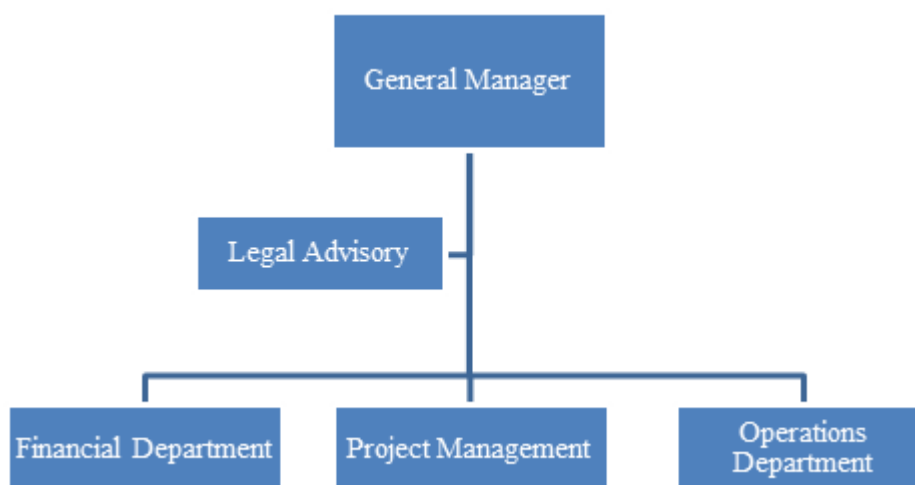 General Manager
Legal Advisory
Financial Department
Project Management
Operations
Department